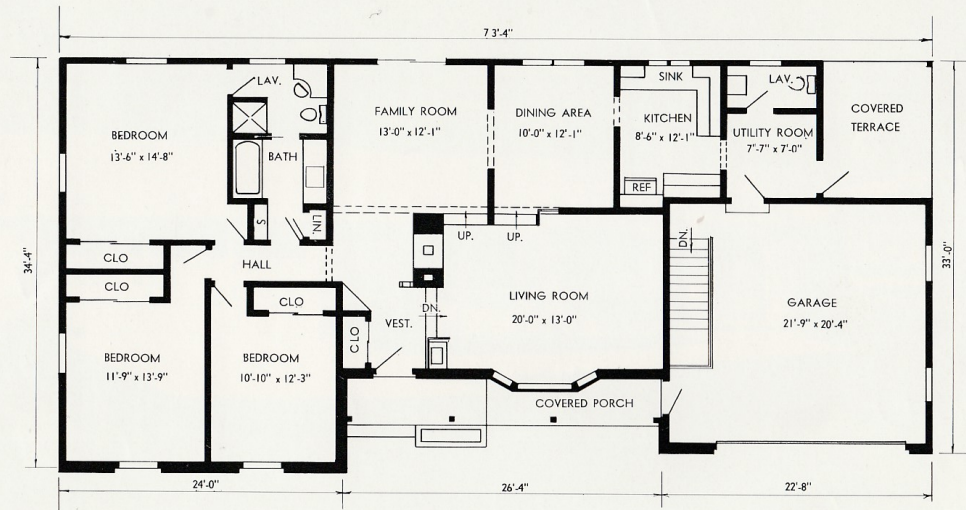 73'-4"
LAV.
SINK
LAV.
FAMILY ROOM
13'-0" x 12'-1"
DINING AREA
10'-0" x 12'-1"
KITCHEN
8'-6" x 12'-1"
COVERED
TERRACE
BEDROOM
13'-6" x 14'-8"
UTILITY ROOM
7'-7" x 7'-0"
BATH
REF
S
LIN.
UP.
UP.
DN.
CLO
HALL
34'-4"
33'-0"
CLO
CLO
LIVING ROOM
20'-0" x 13'-0"
DN.
GARAGE
21'-9" x 20'-4"
VEST.
CLO
BEDROOM
11'-9" x 13'-9"
BEDROOM
10'-10" x 12'-3"
COVERED PORCH
24'-0"
26'-4"
22'-8"